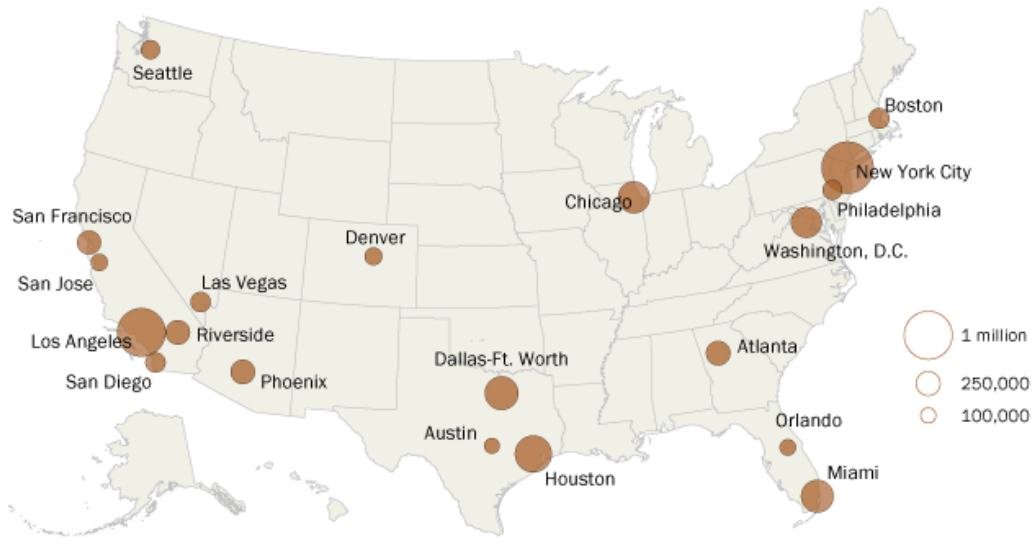 Seattle
Boston
New York City
Chicago
Philadelphia
San Francisco
Denver
Washington, D.C.
San Jose
Las Vegas
Los Angeles
Riverside
1 million
Atlanta
Dallas-Ft. Worth
San Diego
Phoenix
250,000
100,000
Orlando
Austin
Houston
Miami